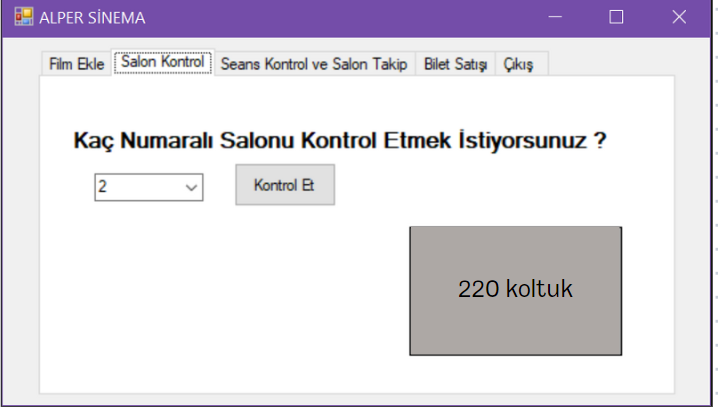 ALPER SİNEMA
Film Ekle Salon Kontrol Seans Kontrol ve Salon Takip Bilet Satışı Çıkış
Kaç Numaralı Salonu Kontrol Etmek İstiyorsunuz ?
2 Kontrol Et
220 koltuk